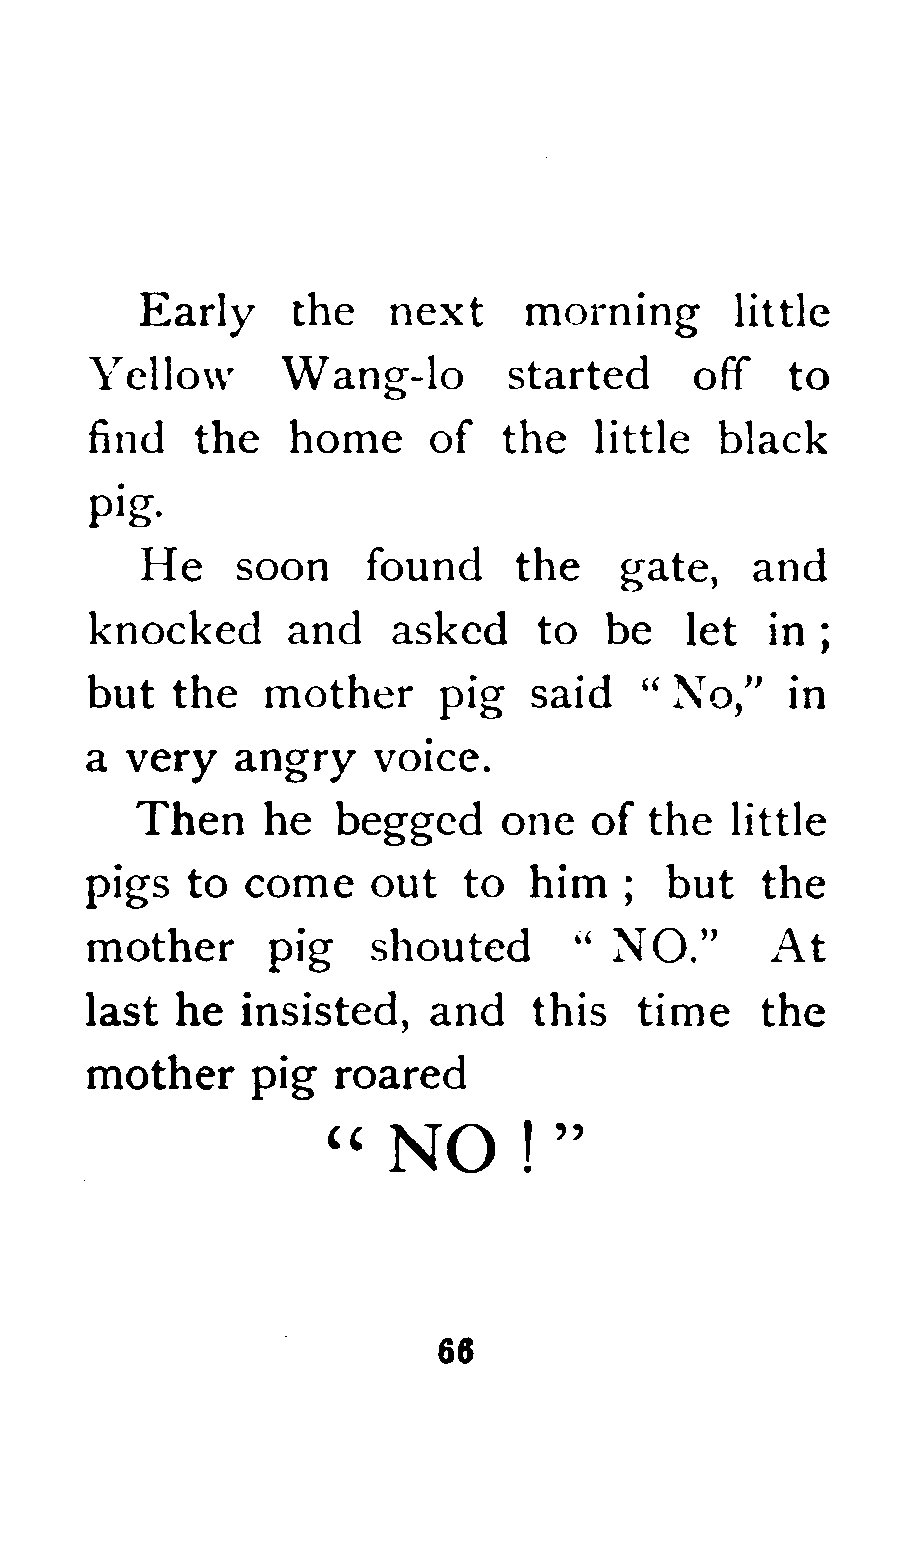 Early the next morning little
Yellow Wang-lo started off to
find the home of the little black
pig.
He soon found the gate, and
knocked and asked to be let in ;
but the mother pig said “ No,” in
a very angry voice.
Then he begged one of the little
pigs to come out to him ; but the
mother pig shouted “ NO.” At
last he insisted, and this time the
mother pig roared
“ NO ! ”
66